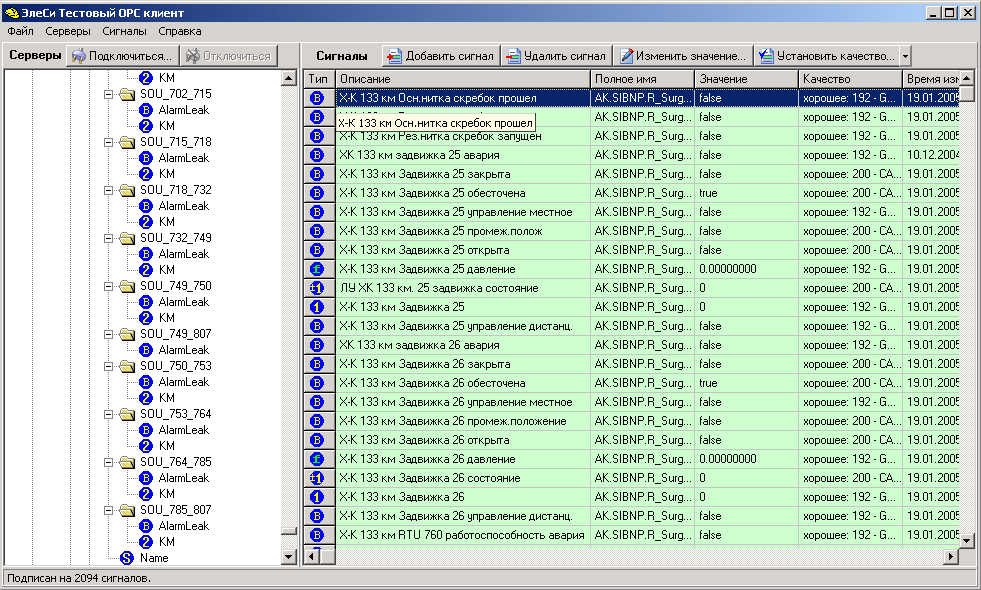 ЭлеСи Тестовый OPC клиент
Файл Серверы Сигналы Справка
Серверы Подключиться... Отключиться Сигналы Добавить сигнал Удалить сигнал Изменить значение... Установить качество...
KM
SOU_702_715
AlarmLeak
KM
SOU_715_718
AlarmLeak
KM
SOU_718_732
AlarmLeak
KM
SOU_732_749
AlarmLeak
KM
SOU_749_750
AlarmLeak
KM
SOU_749_807
AlarmLeak
SOU_750_753
AlarmLeak
KM
SOU_753_764
AlarmLeak
KM
SOU_764_785
AlarmLeak
KM
SOU_785_807
AlarmLeak
KM
Name
Тип Описание Полное имя Значение Качество Время изм
Х-К 133 км Осн.нитка скребок прошел AK.SIBNP.R_Surg... false хорошее: 192 - G... 19.01.2005
AK.SIBNP.R_Surg... false хорошее: 192 - G... 19.01.2005
Х-К 133 км Осн.нитка скребок прошел
Х-К 133 км Рез.нитка скребок запущен AK.SIBNP.R_Surg... false хорошее: 192 - G... 19.01.2005
ХК 133 км задвижка 25 авария AK.SIBNP.R_Surg... false хорошее: 192 - G... 10.12.2004
Х-К 133 км Задвижка 25 закрыта AK.SIBNP.R_Surg... false хорошее: 200 - CA... 19.01.2005
Х-К 133 км Задвижка 25 обесточена AK.SIBNP.R_Surg... true хорошее: 192 - G... 19.01.2005
Х-К 133 км Задвижка 25 управление местное AK.SIBNP.R_Surg... false хорошее: 192 - G... 19.01.2005
Х-К 133 км Задвижка 25 промеж.полож AK.SIBNP.R_Surg... false хорошее: 200 - CA... 19.01.2005
Х-К 133 км Задвижка 25 открыта AK.SIBNP.R_Surg... false хорошее: 200 - CA... 19.01.2005
Х-К 133 км Задвижка 25 давление AK.SIBNP.R_Surg... 0.00000000 хорошее: 192 - G... 19.01.2005
ЛУ ХК 133 км. 25 задвижка состояние AK.SIBNP.R_Surg... 0 хорошее: 200 - CA... 19.01.2005
Х-К 133 км Задвижка 25 AK.SIBNP.R_Surg... 0 хорошее: 192 - G... 19.01.2005
Х-К 133 км Задвижка 25 управление дистанц. AK.SIBNP.R_Surg... false хорошее: 192 - G... 19.01.2005
ХК 133 км задвижка 26 авария AK.SIBNP.R_Surg... false хорошее: 192 - G... 19.01.2005
Х-К 133 км Задвижка 26 закрыта AK.SIBNP.R_Surg... false хорошее: 200 - CA... 19.01.2005
Х-К 133 км Задвижка 26 обесточена AK.SIBNP.R_Surg... true хорошее: 192 - G... 19.01.2005
Х-К 133 км Задвижка 26 управление местное AK.SIBNP.R_Surg... false хорошее: 192 - G... 19.01.2005
Х-К 133 км Задвижка 26 промеж.положение AK.SIBNP.R_Surg... false хорошее: 200 - CA... 19.01.2005
Х-К 133 км Задвижка 26 открыта AK.SIBNP.R_Surg... false хорошее: 200 - CA... 19.01.2005
Х-К 133 км Задвижка 26 давление AK.SIBNP.R_Surg... 0.00000000 хорошее: 192 - G... 19.01.2005
Х-К 133 км Задвижка 26 состояние AK.SIBNP.R_Surg... 0 хорошее: 200 - CA... 19.01.2005
Х-К 133 км Задвижка 26 AK.SIBNP.R_Surg... 0 хорошее: 192 - G... 19.01.2005
Х-К 133 км Задвижка 26 управление дистанц. AK.SIBNP.R_Surg... false хорошее: 192 - G... 19.01.2005
Х-К 133 км RTU 760 работоспособность авария AK.SIBNP.R_Surg... false хорошее: 192 - G... 19.01.2005
Подписан на 2094 сигналов.